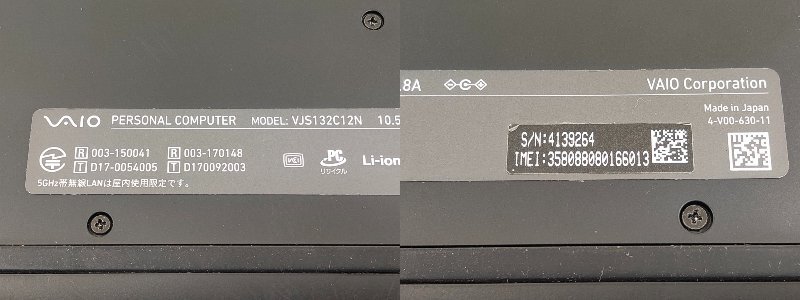 VAIO PERSONAL COMPUTER MODEL: VJS132C12N 10.5
R 003-150041 R 003-170148
T D17-0054005 T D170092003
VCCI PC リサイクル Li-ion
5GHz帯無線LANは屋内使用限定です。
.8A
VAIO Corporation
Made in Japan
4-V00-630-11
S/N:4139264
IMEI:358088080166013